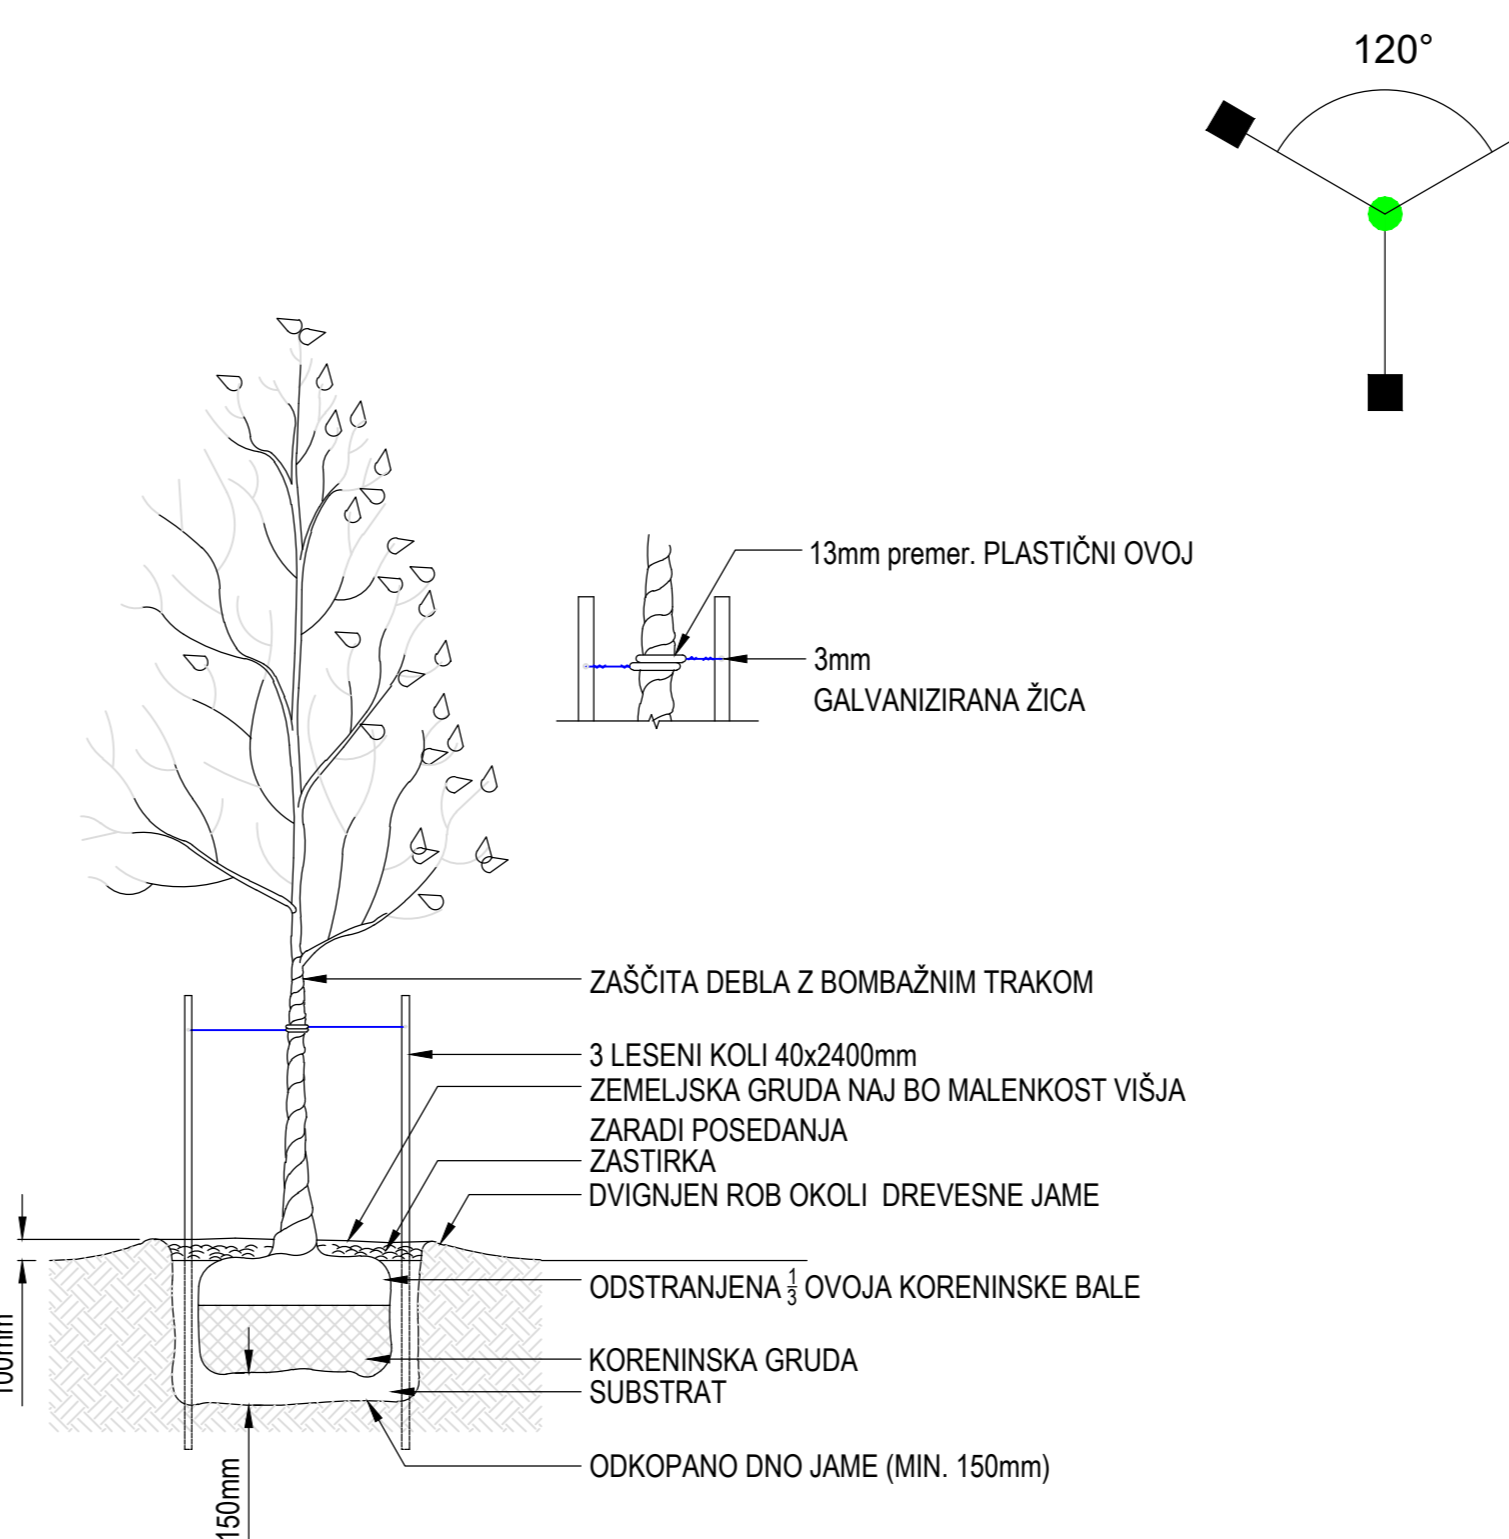 120°
13mm premer. PLASTIČNI OVOJ
3mm
GALVANIZIRANA ŽICA
ZAŠČITA DEBLA Z BOMBAŽNIM TRAKOM
3 LESENI KOLI 40x2400mm
ZEMELJSKA GRUDA NAJ BO MALENKOST VIŠJA
ZARADI POSEDANJA
ZASTIRKA
DVIGNJEN ROB OKOLI DREVESNE JAME
ODSTRANJENA 1/3 OVOJA KORENINSKE BALE
KORENINSKA GRUDA
SUBSTRAT
ODKOPANO DNO JAME (MIN. 150mm)
100mm
150mm